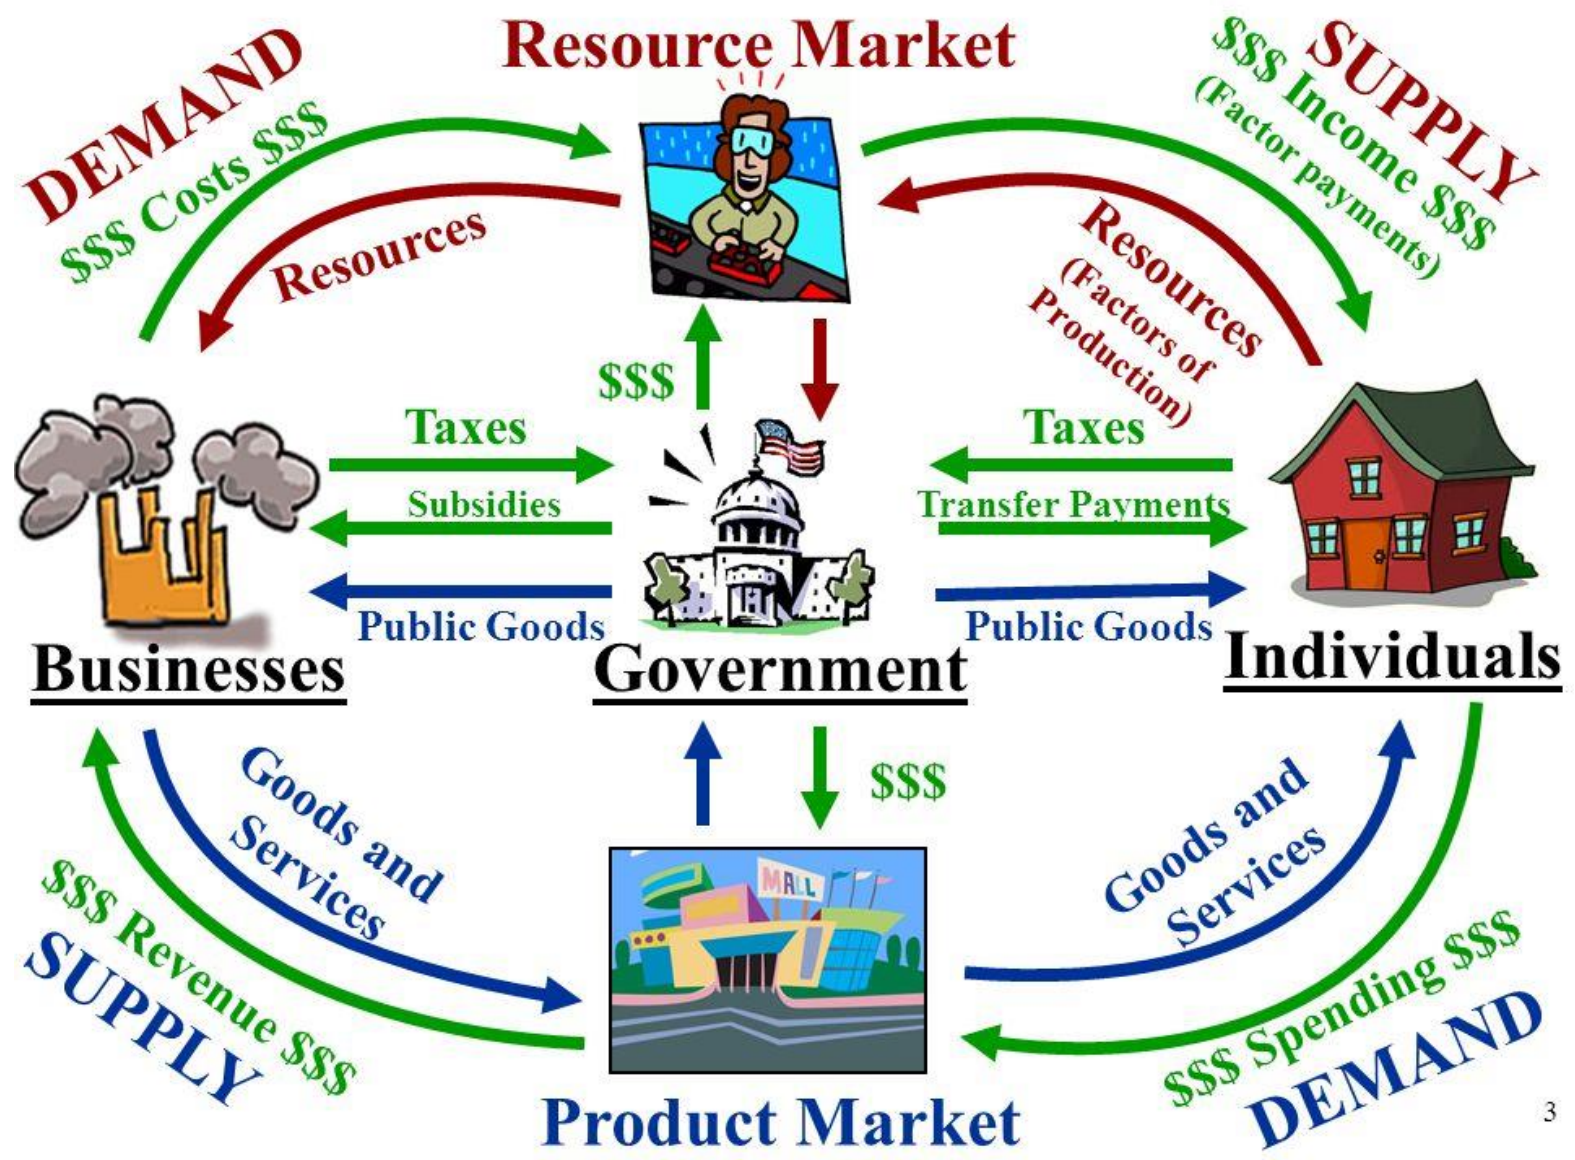 Resource Market
DEMAND
$$$ Costs $$$
Resources
SUPPLY
$$$ Income $$$
(Factor payments)
Resources
(Factors of
Production)
$$$
Taxes
Subsidies
Public Goods
Taxes
Transfer Payments
Public Goods
Businesses
Government
Individuals
Goods and
Services
$$$ Revenue $$$
SUPPLY
$$$
MALL
Goods and
Services
$$$ Spending $$$
DEMAND
Product Market
3